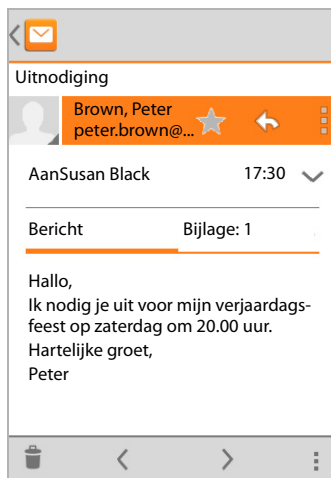 Uitnodiging
Brown, Peter
peter.brown@...
AanSusan Black 17:30
Bericht Bijlage: 1
Hallo,
Ik nodig je uit voor mijn verjaardags-
feest op zaterdag om 20.00 uur.
Hartelijke groet,
Peter